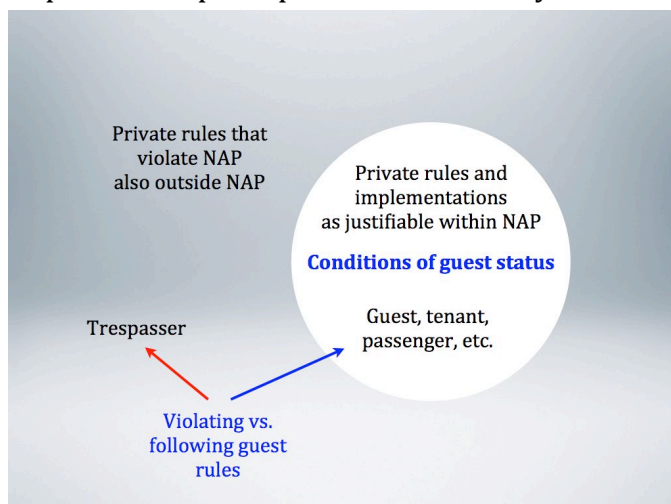 Private rules that
violate NAP
also outside NAP
Private rules and
implementations
as justifiable within NAP
Conditions of guest status
Guest, tenant,
passenger, etc.
Trespasser
Violating vs.
following guest
rules